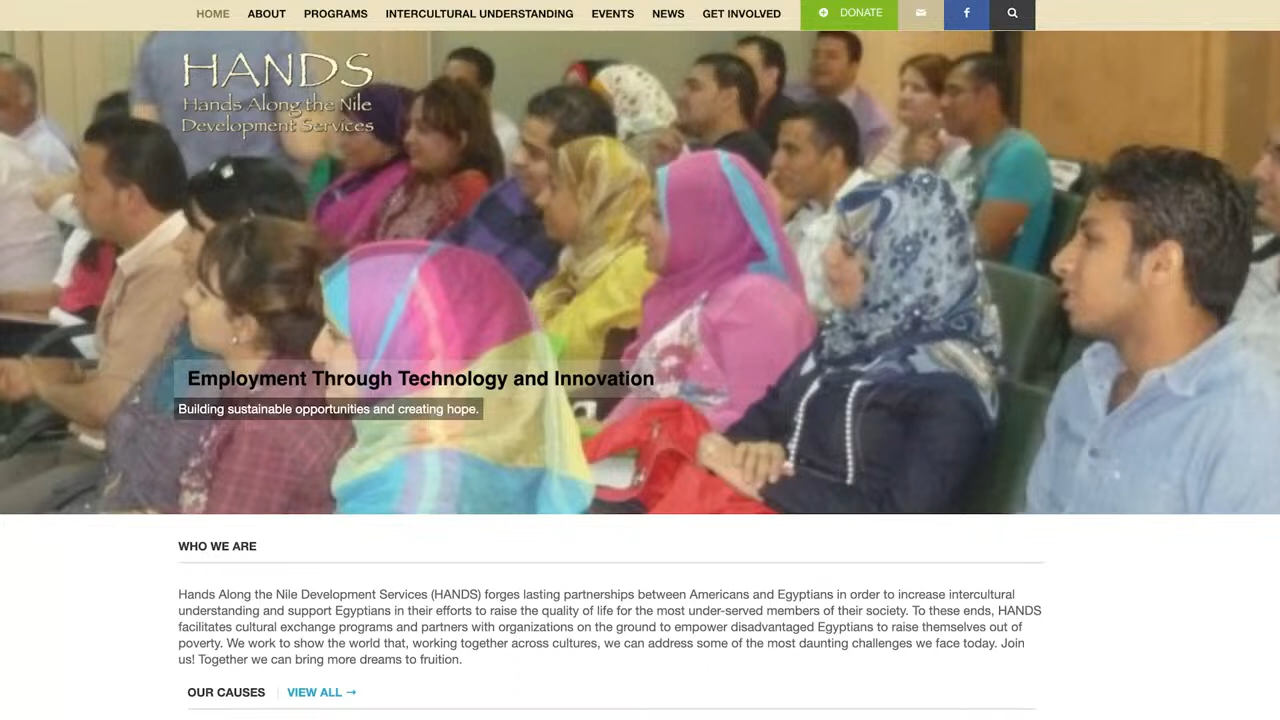 HOME ABOUT PROGRAMS INTERCULTURAL UNDERSTANDING EVENTS NEWS GET INVOLVED DONATE
HANDS
Hands Along the Nile
Development Services
Employment Through Technology and Innovation
Building sustainable opportunities and creating hope.
WHO WE ARE
Hands Along the Nile Development Services (HANDS) forges lasting partnerships between Americans and Egyptians in order to increase intercultural
understanding and support Egyptians in their efforts to raise the quality of life for the most under-served members of their society. To these ends, HANDS
facilitates cultural exchange programs and partners with organizations on the ground to empower disadvantaged Egyptians to raise themselves out of
poverty. We work to show the world that, working together across cultures, we can address some of the most daunting challenges we face today. Join
us! Together we can bring more dreams to fruition.
OUR CAUSES VIEW ALL →